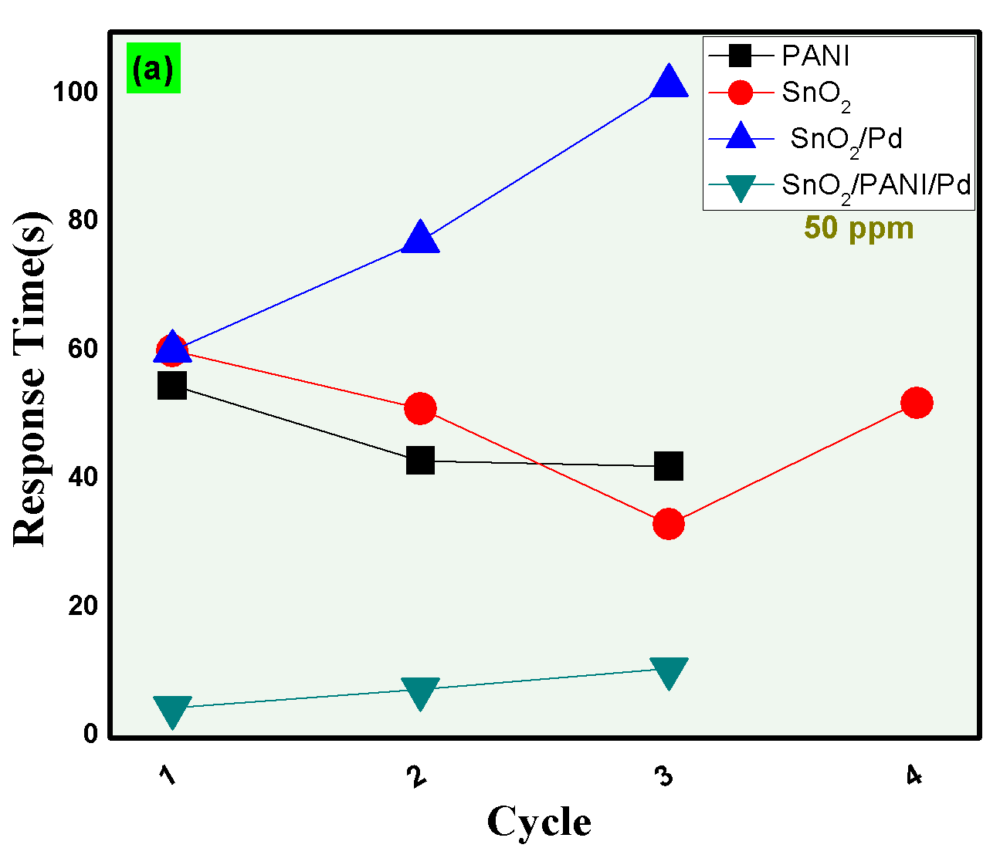 (a)
PANI
SnO2
SnO2/Pd
SnO2/PANI/Pd
50 ppm
100
80
60
40
20
0
Response Time(s)
1 2 3 4
Cycle